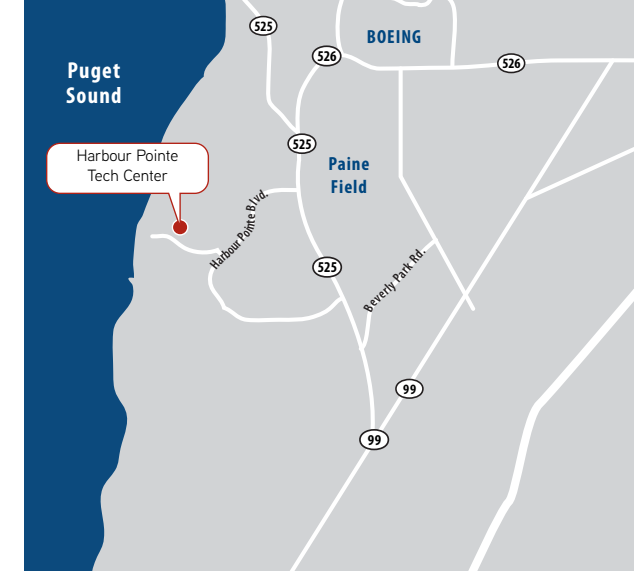 525
BOEING
526
526
Puget
Sound
525
Harbour Pointe
Tech Center
Paine
Field
Harbour Pointe Blvd.
525
Beverly Park Rd.
99
99